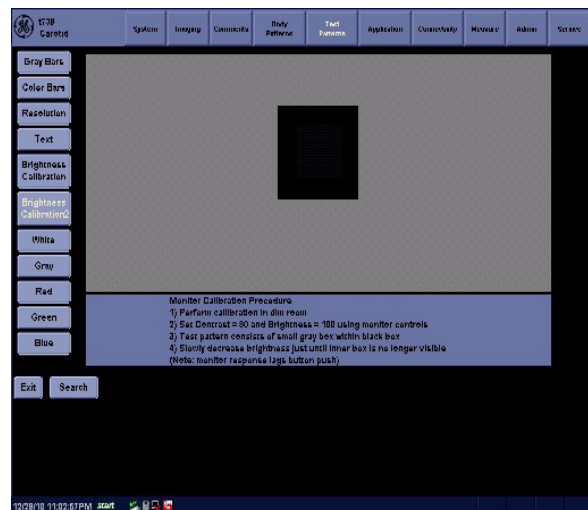 t739
Carotid
System
Imaging
Comments
Body
Patterns
Test
Patterns
Application
Connectivity
Measure
Admin
Service
Gray Bars
Color Bars
Resolution
Text
Brightness
Calibration
Brightness
Calibration2
White
Gray
Red
Green
Blue
Monitor Calibration Procedure
1) Perform calibration in dim room
2) Set Contrast = 80 and Brightness = 100 using monitor controls
3) Test pattern consists of small gray box within black box
4) Slowly decrease brightness just until inner box is no longer visible
(Note: monitor response lags button push)
Exit
Search
12/28/10 11:02:57PM start